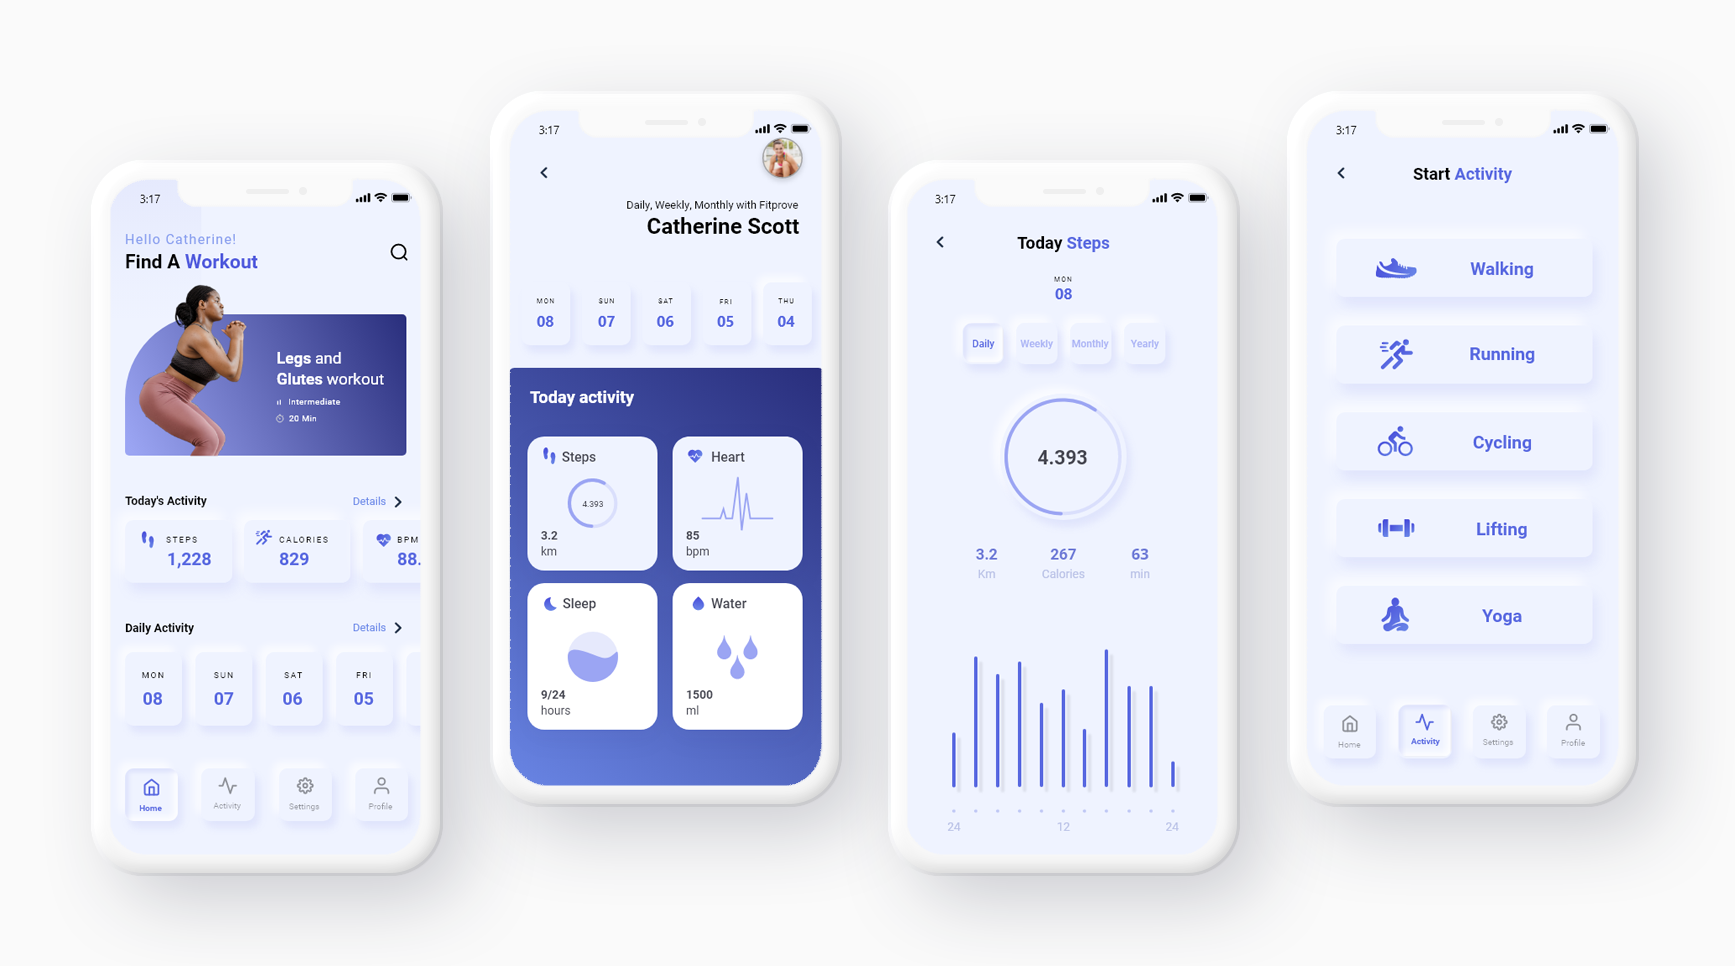 3:17
Hello Catherine!
Find A Workout
Legs and
Glutes workout
Intermediate
20 Min
Today's Activity
Details
STEPS
1,228
CALORIES
829
BPM
88.
Daily Activity
Details
MON
08
SUN
07
SAT
06
FRI
05
Home
Activity
Settings
Profile
3:17
Daily, Weekly, Monthly with Fitprove
Catherine Scott
MON
08
SUN
07
SAT
06
FRI
05
THU
04
Today activity
Steps
4.393
3.2
km
Heart
85
bpm
Sleep
9/24
hours
Water
1500
ml
3:17
Today Steps
MON
08
Daily
Weekly
Monthly
Yearly
4.393
3.2
Km
267
Calories
63
min
24
12
24
3:17
Start Activity
Walking
Running
Cycling
Lifting
Yoga
Home
Activity
Settings
Profile